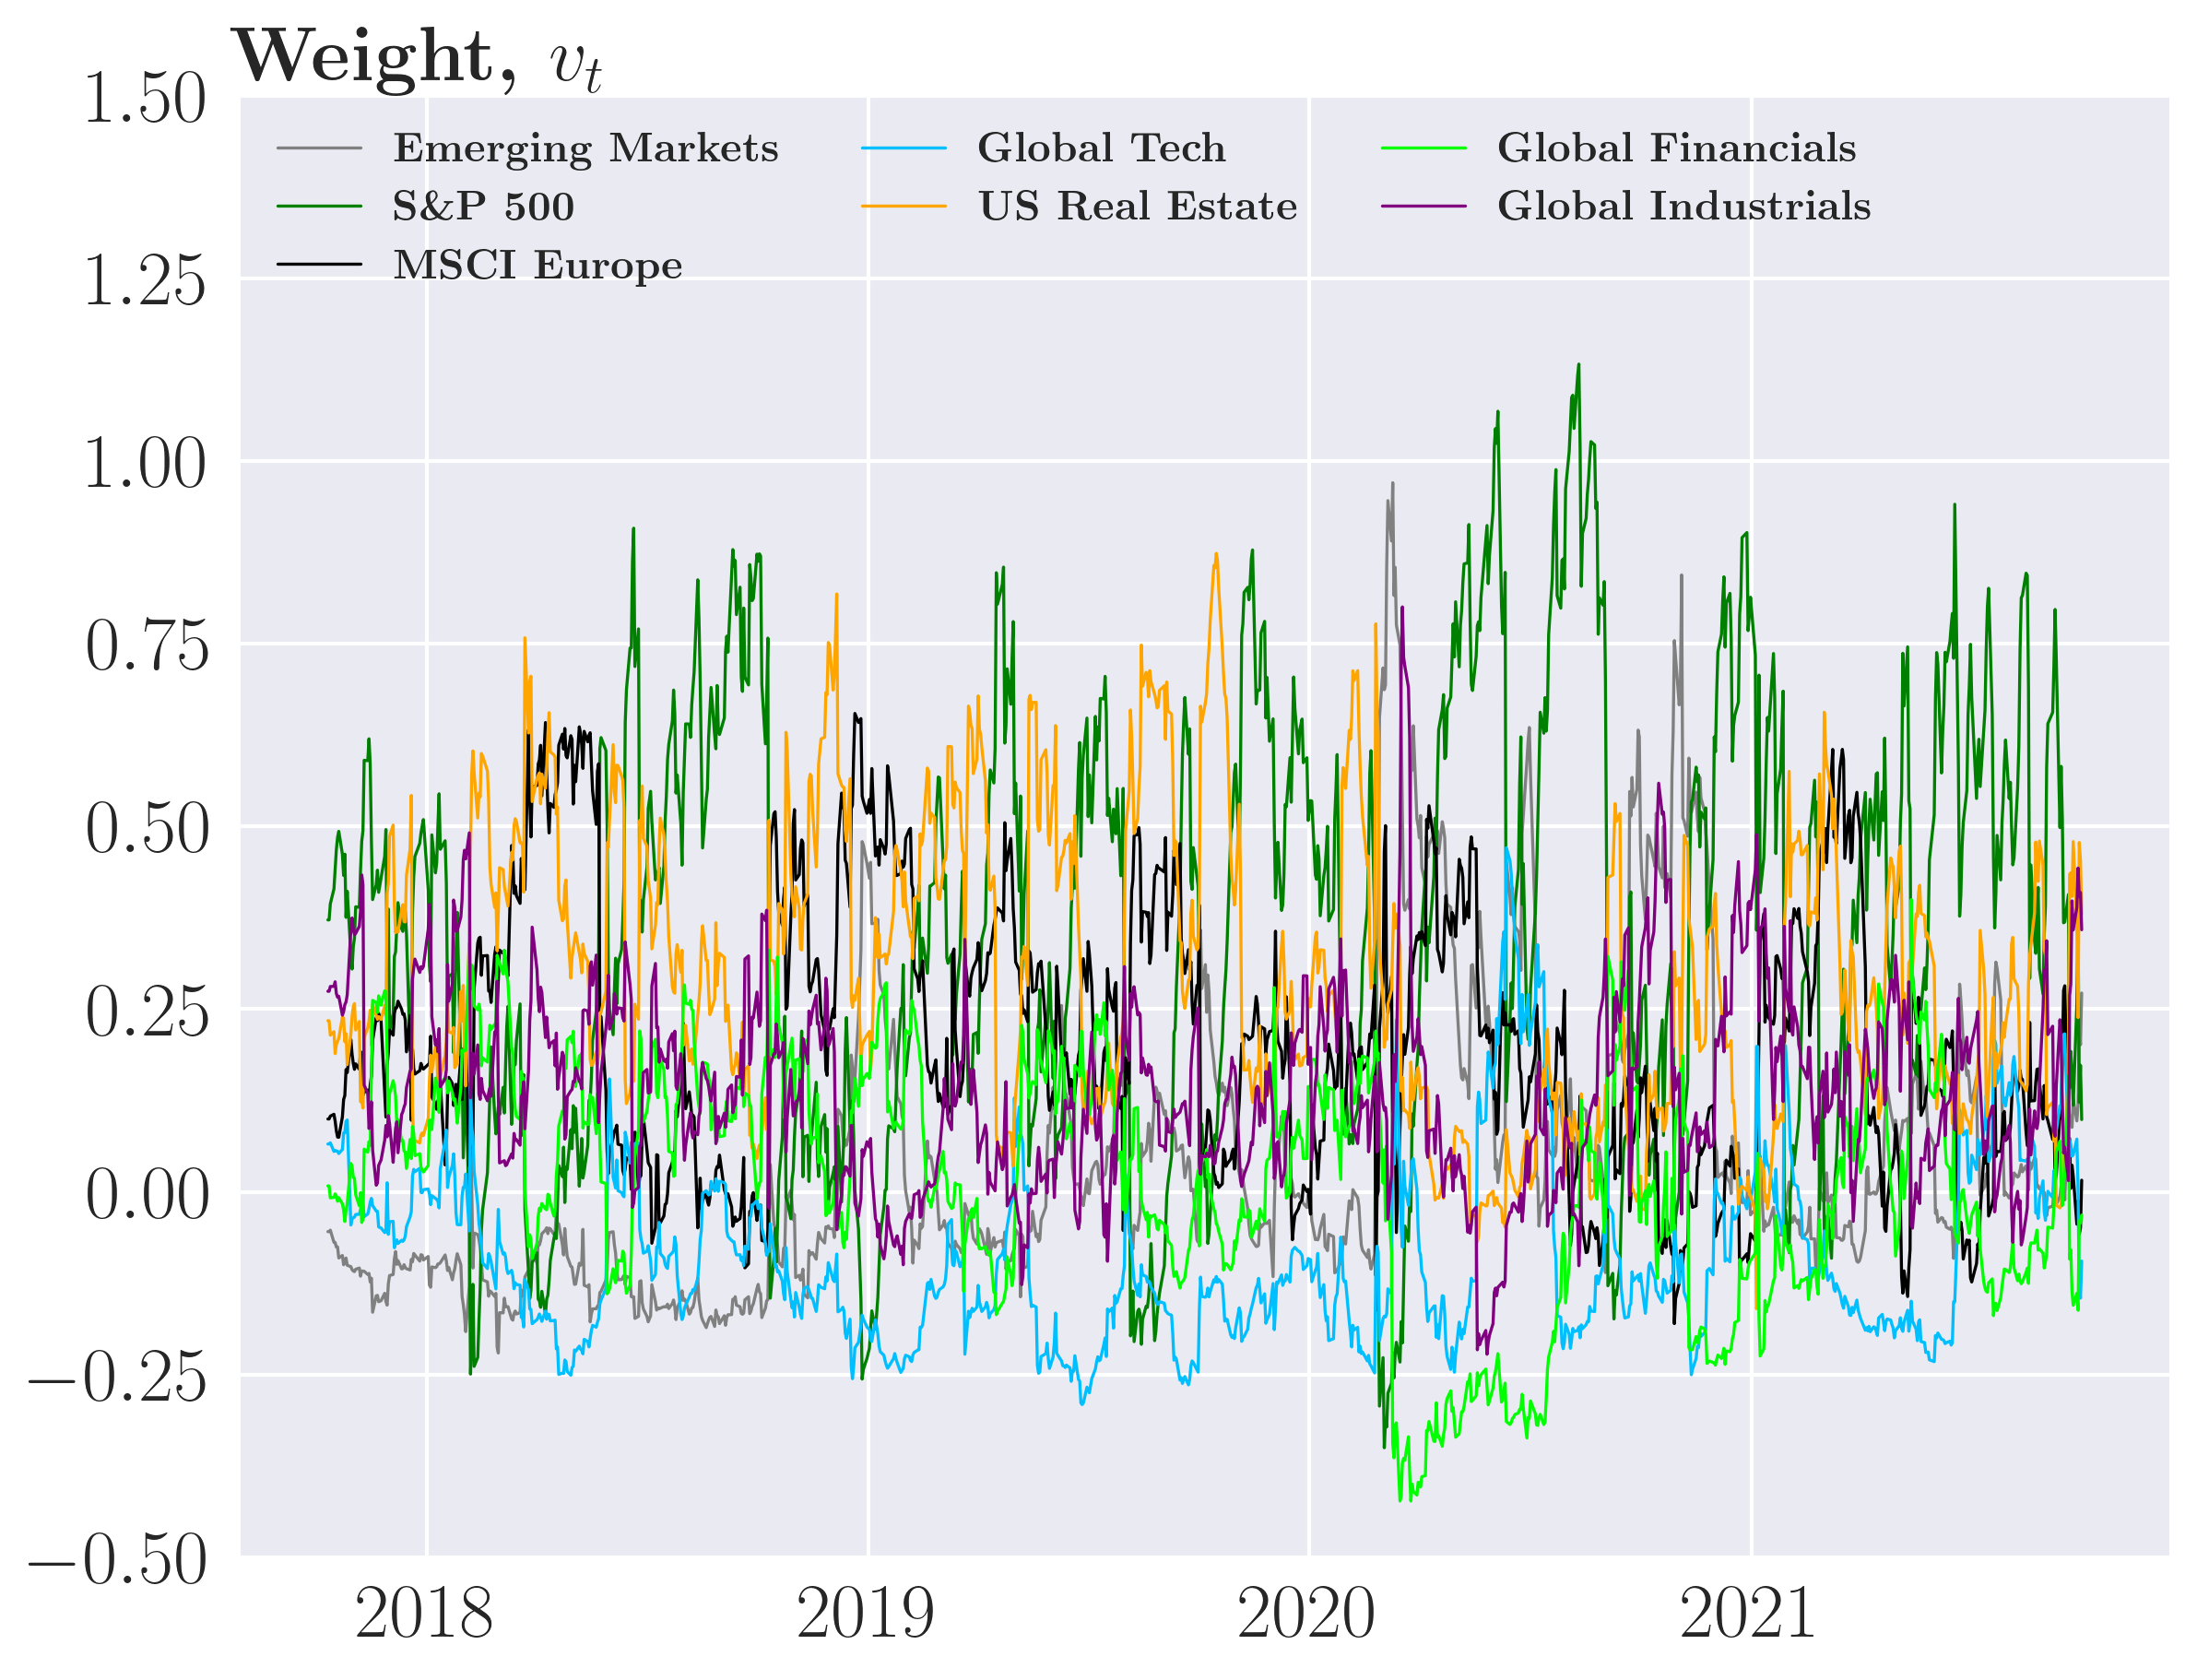 Weight, v_t
1.50
1.25
1.00
0.75
0.50
0.25
0.00
−0.25
−0.50
Emerging Markets
S&P 500
MSCI Europe
Global Tech
US Real Estate
Global Financials
Global Industrials
2018 2019 2020 2021